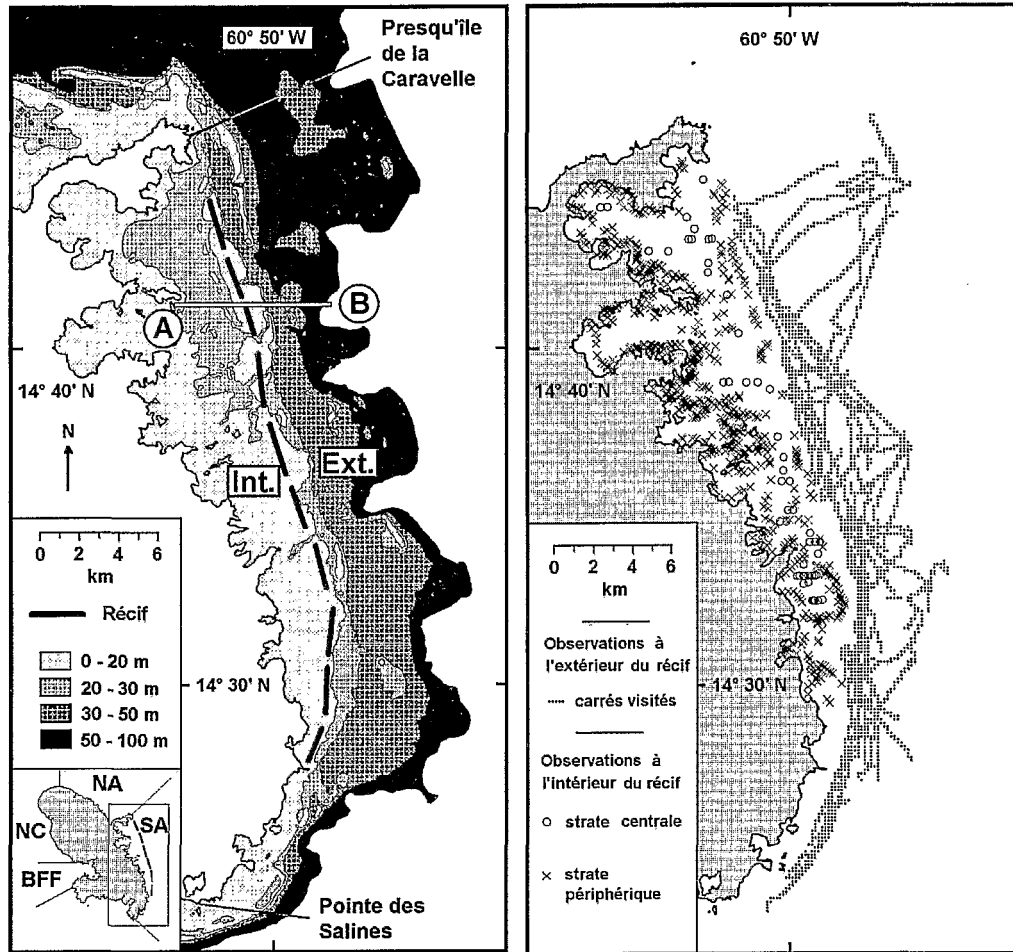 60° 50' W
Presqu'île
de la
Caravelle
A
B
14° 40' N
N
Int.
Ext.
0 2 4 6
km
Récif
0 - 20 m
20 - 30 m
30 - 50 m
50 - 100 m
14° 30' N
NA
NC
SA
BFF
Pointe des
Salines
60° 50' W
14° 40' N
0 2 4 6
km
Observations à
l'extérieur du récif
carrés visités
Observations à
l'intérieur du récif
strate centrale
strate
périphérique
14° 30' N